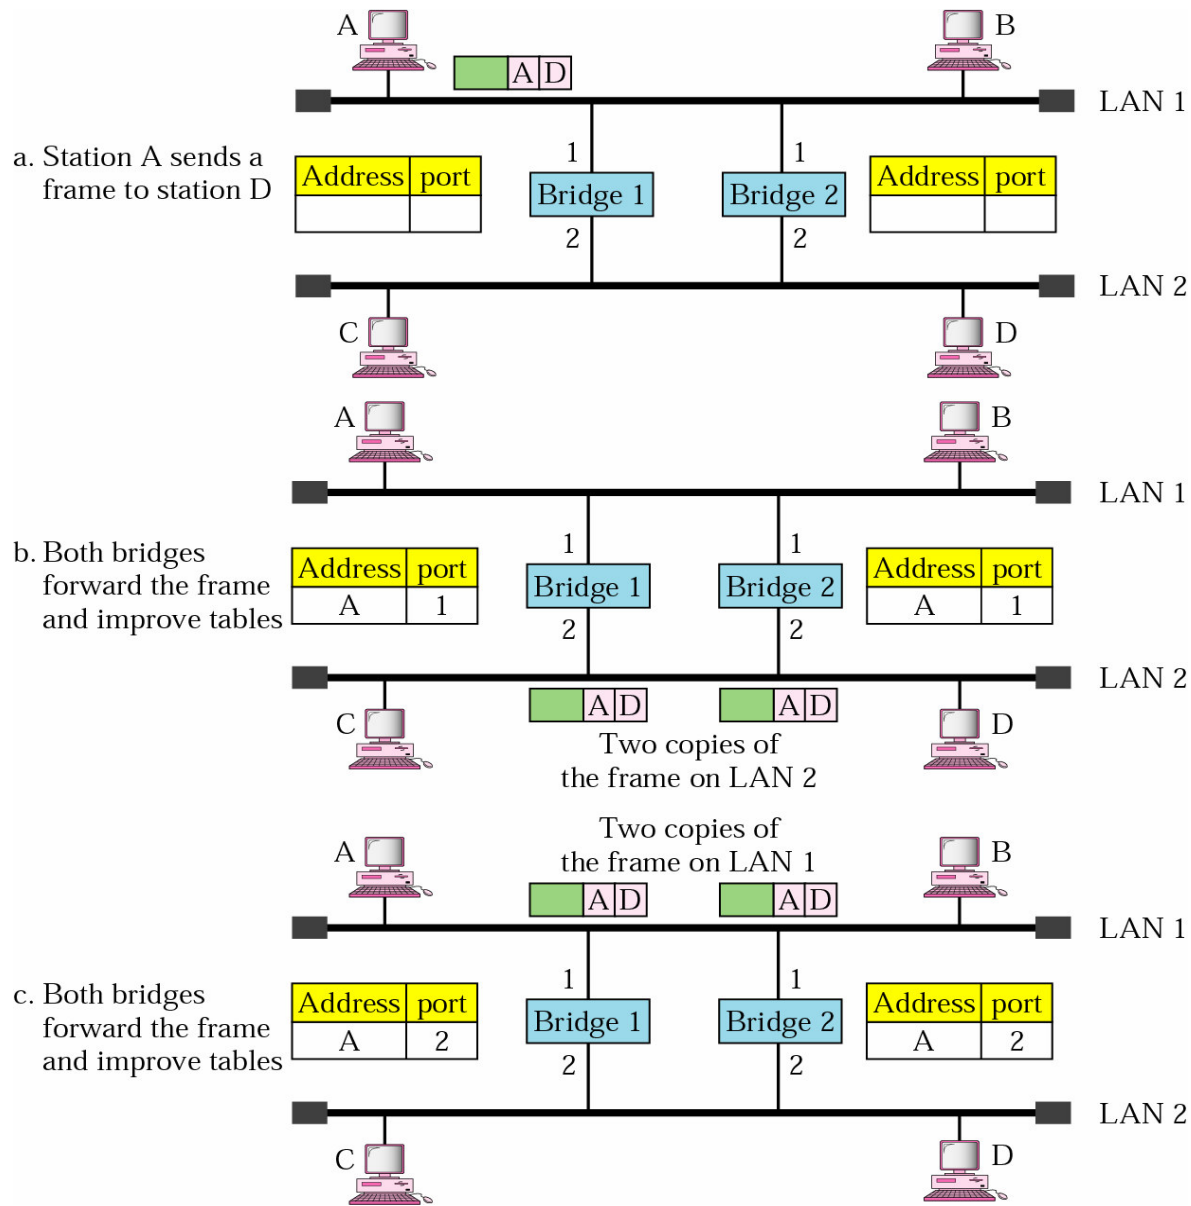 A
B
A D
LAN 1
a. Station A sends a
frame to station D
Address port
1
1
Address port
Bridge 1
Bridge 2
2
2
LAN 2
C
D
A
B
LAN 1
b. Both bridges
forward the frame
and improve tables
Address port
A 1
1
1
Bridge 1
Bridge 2
2
2
Address port
A 1
LAN 2
A D
A D
C
D
Two copies of
the frame on LAN 2
Two copies of
the frame on LAN 1
A
B
A D
A D
LAN 1
c. Both bridges
forward the frame
and improve tables
Address port
A 2
1
1
Bridge 1
Bridge 2
2
2
Address port
A 2
LAN 2
C
D